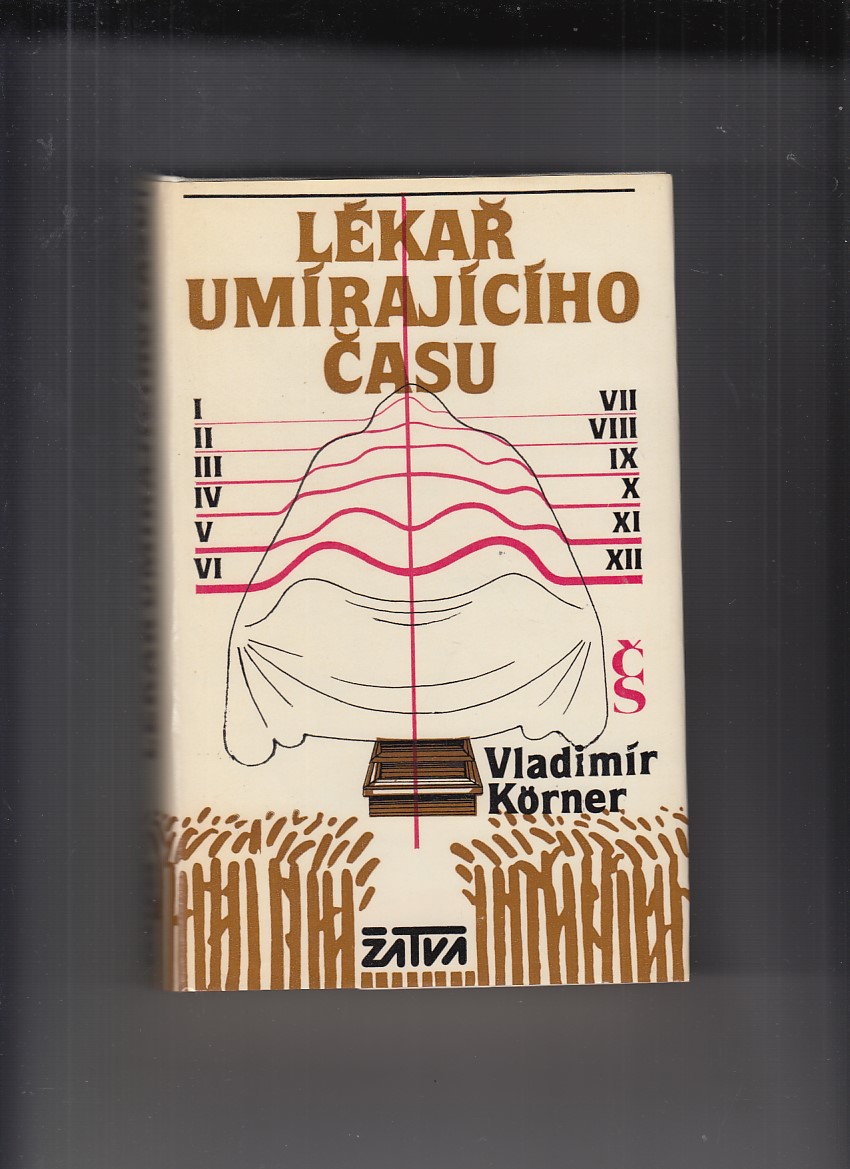 LÉKAŘ
UMÍRAJÍCÍHO
ČASU
I
II
III
IV
V
VI
VII
VIII
IX
X
XI
XII
ČS
Vladimír
Körner
ŽATVA